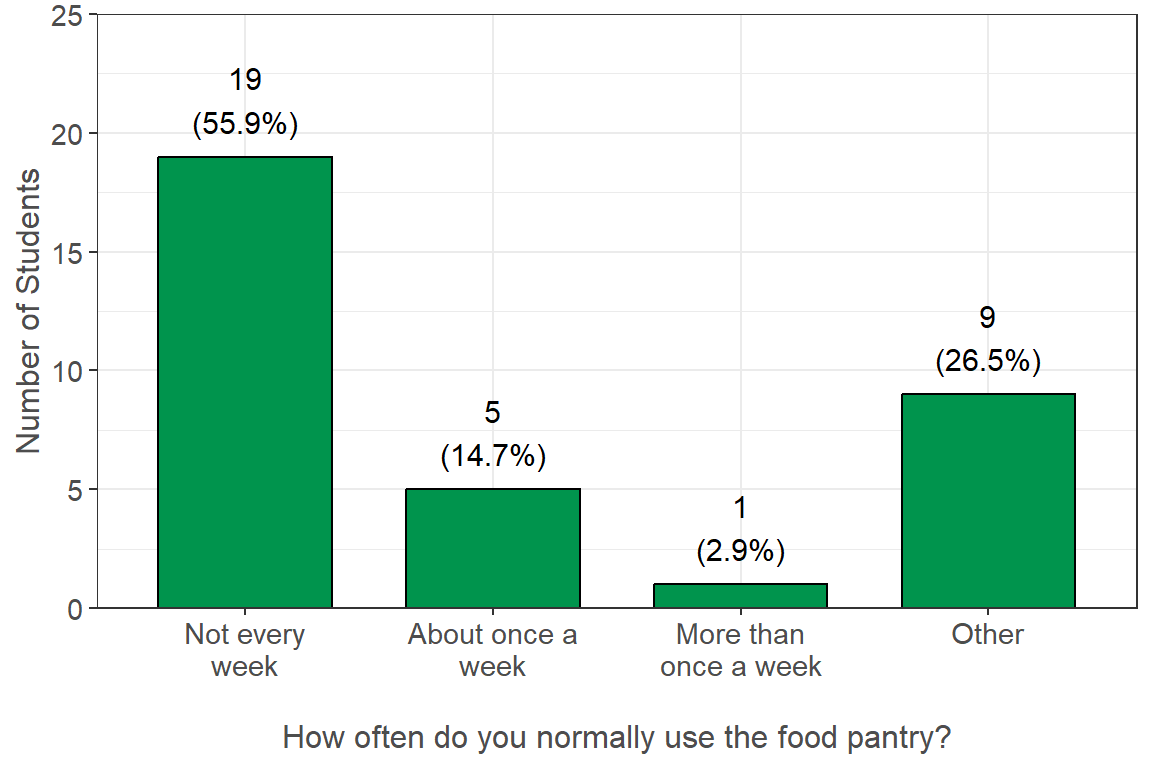 25
20
15
10
5
0
Number of Students
19
(55.9%)
5
(14.7%)
1
(2.9%)
9
(26.5%)
Not every
week
About once a
week
More than
once a week
Other
How often do you normally use the food pantry?